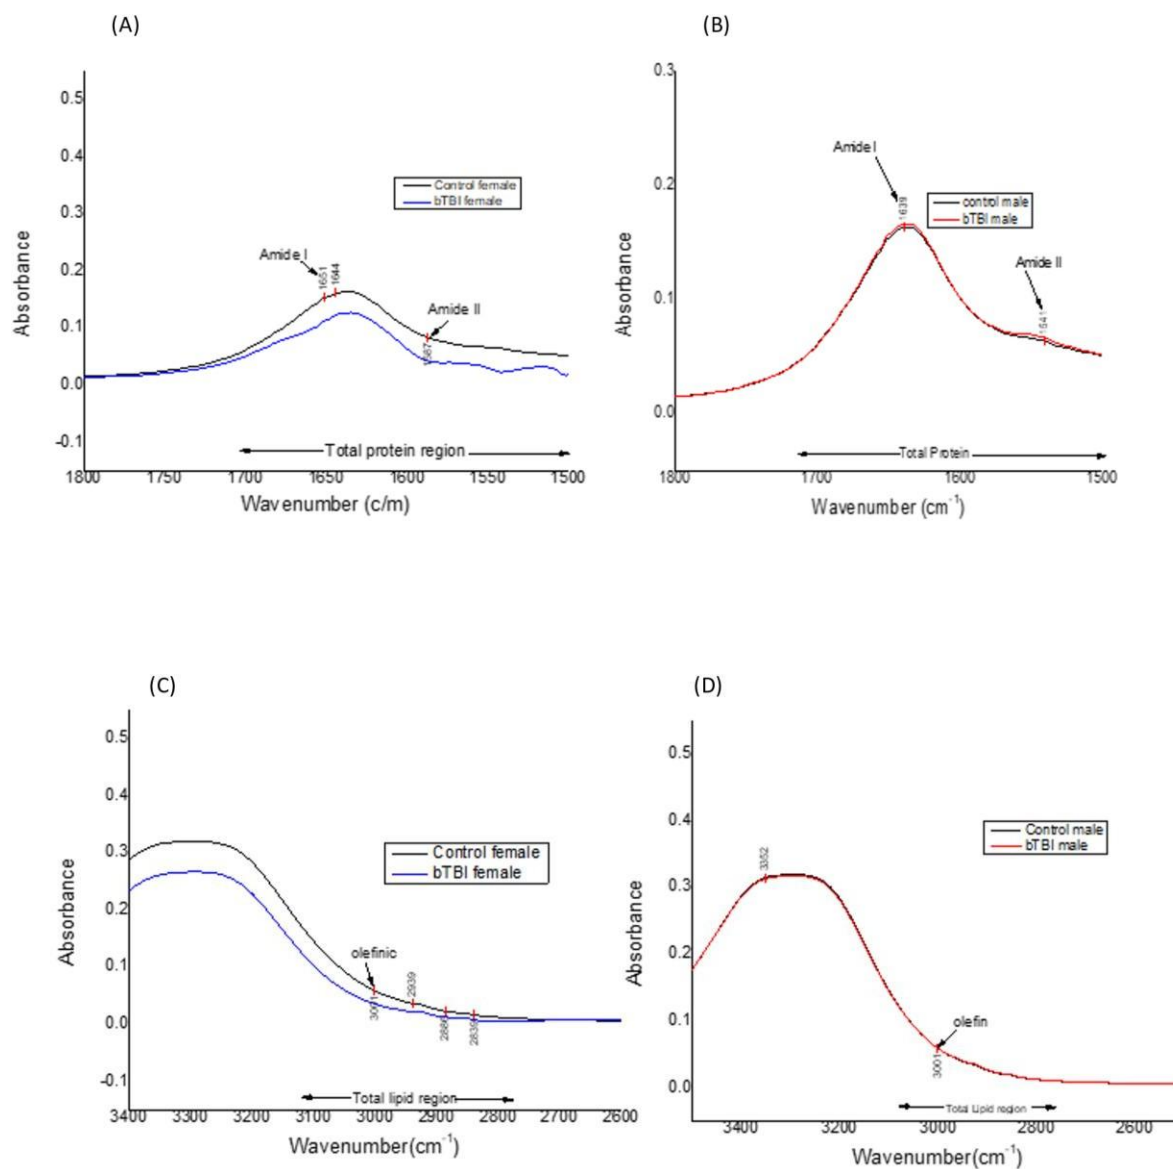 (A)
0.5
0.4
0.3
0.2
0.1
0.0
-0.1
Absorbance
Control female
bTBI female
Amide I
1651
1644
Amide II
1587
Total protein region
1800 1750 1700 1650 1600 1550 1500
Wavenumber (c/m)
(B)
0.3
0.2
0.1
0.0
Absorbance
Amide I
1639
control male
bTBI male
Amide II
1541
Total Protein
1800 1700 1600 1500
Wavenumber (cm-1)
(C)
0.5
0.4
0.3
0.2
0.1
0.0
-0.1
Absorbance
Control female
bTBI female
olefinic
3001
2939
2886
2839
Total lipid region
3400 3300 3200 3100 3000 2900 2800 2700 2600
Wavenumber(cm-1)
(D)
0.5
0.4
0.3
0.2
0.1
0.0
Absorbance
Control male
bTBI male
3352
olefin
3001
Total Lipid region
3400 3200 3000 2800 2600
Wavenumber(cm-1)